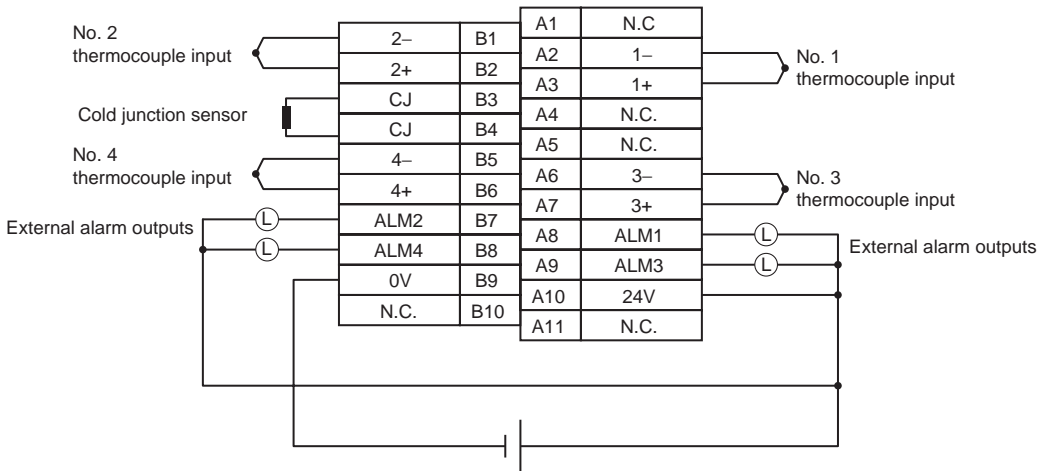 No. 2
thermocouple input
Cold junction sensor
No. 4
thermocouple input
External alarm outputs
L
L
2– B1
2+ B2
CJ B3
CJ B4
4– B5
4+ B6
ALM2 B7
ALM4 B8
0V B9
N.C. B10
A1 N.C
A2 1–
A3 1+
A4 N.C.
A5 N.C.
A6 3–
A7 3+
A8 ALM1
A9 ALM3
A10 24V
A11 N.C.
No. 1
thermocouple input
No. 3
thermocouple input
L
L
External alarm outputs